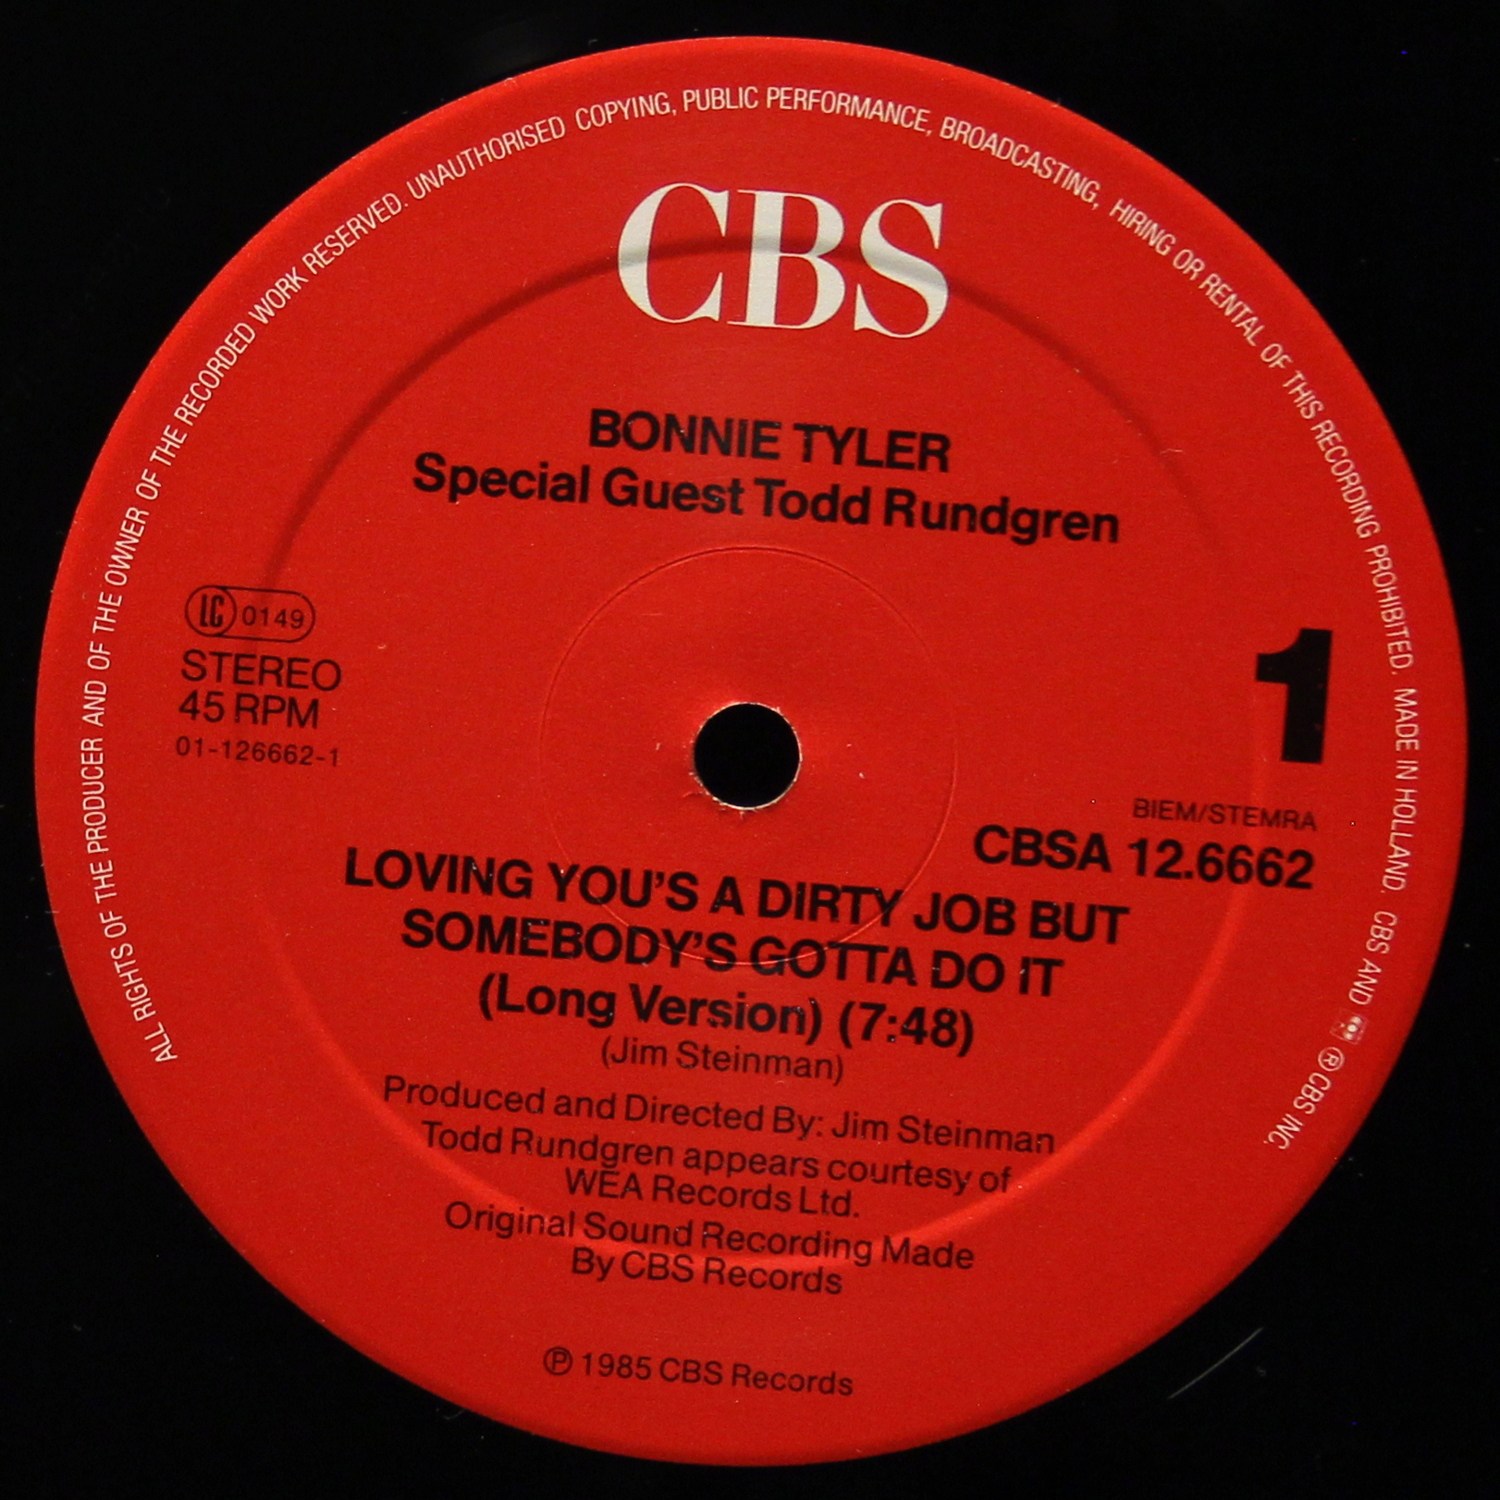 ALL RIGHTS OF THE PRODUCER AND OF THE OWNER OF THE RECORDED WORK RESERVED. UNAUTHORISED COPYING, PUBLIC PERFORMANCE, BROADCASTING, HIRING OR RENTAL OF THIS RECORDING PROHIBITED. MADE IN HOLLAND. CBS AND ® CBS INC.
CBS
BONNIE TYLER
Special Guest Todd Rundgren
LC 0149
STEREO
45 RPM
01-126662-1
1
BIEM/STEMRA
CBSA 12.6662
LOVING YOU'S A DIRTY JOB BUT
SOMEBODY'S GOTTA DO IT
(Long Version) (7:48)
(Jim Steinman)
Produced and Directed By: Jim Steinman
Todd Rundgren appears courtesy of
WEA Records Ltd.
Original Sound Recording Made
By CBS Records
℗ 1985 CBS Records